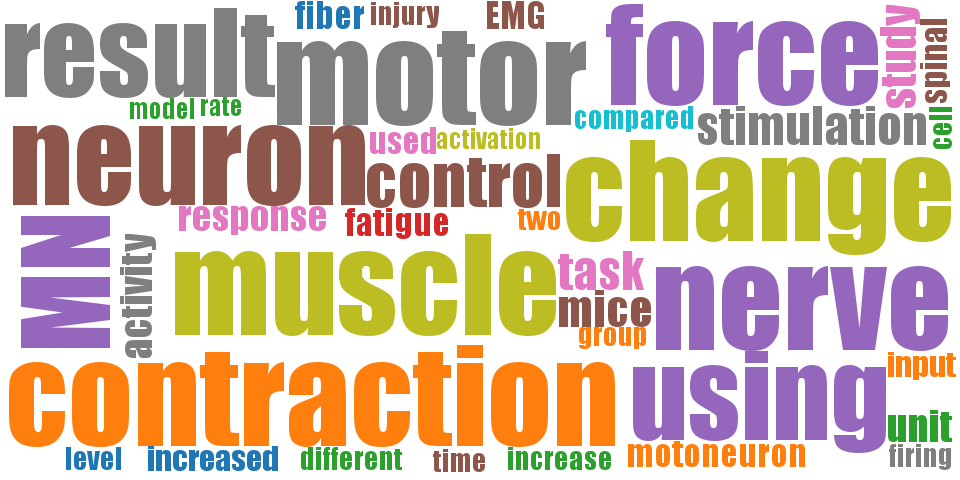 fiber
injury
EMG
force
study
spinal
result
motor
model
rate
compared
stimulation
cell
neuron
used
activation
control
change
response
fatigue
two
MN
activity
muscle
task
mice
group
nerve
contraction
using
input
unit
level
increased
different
time
increase
motoneuron
firing